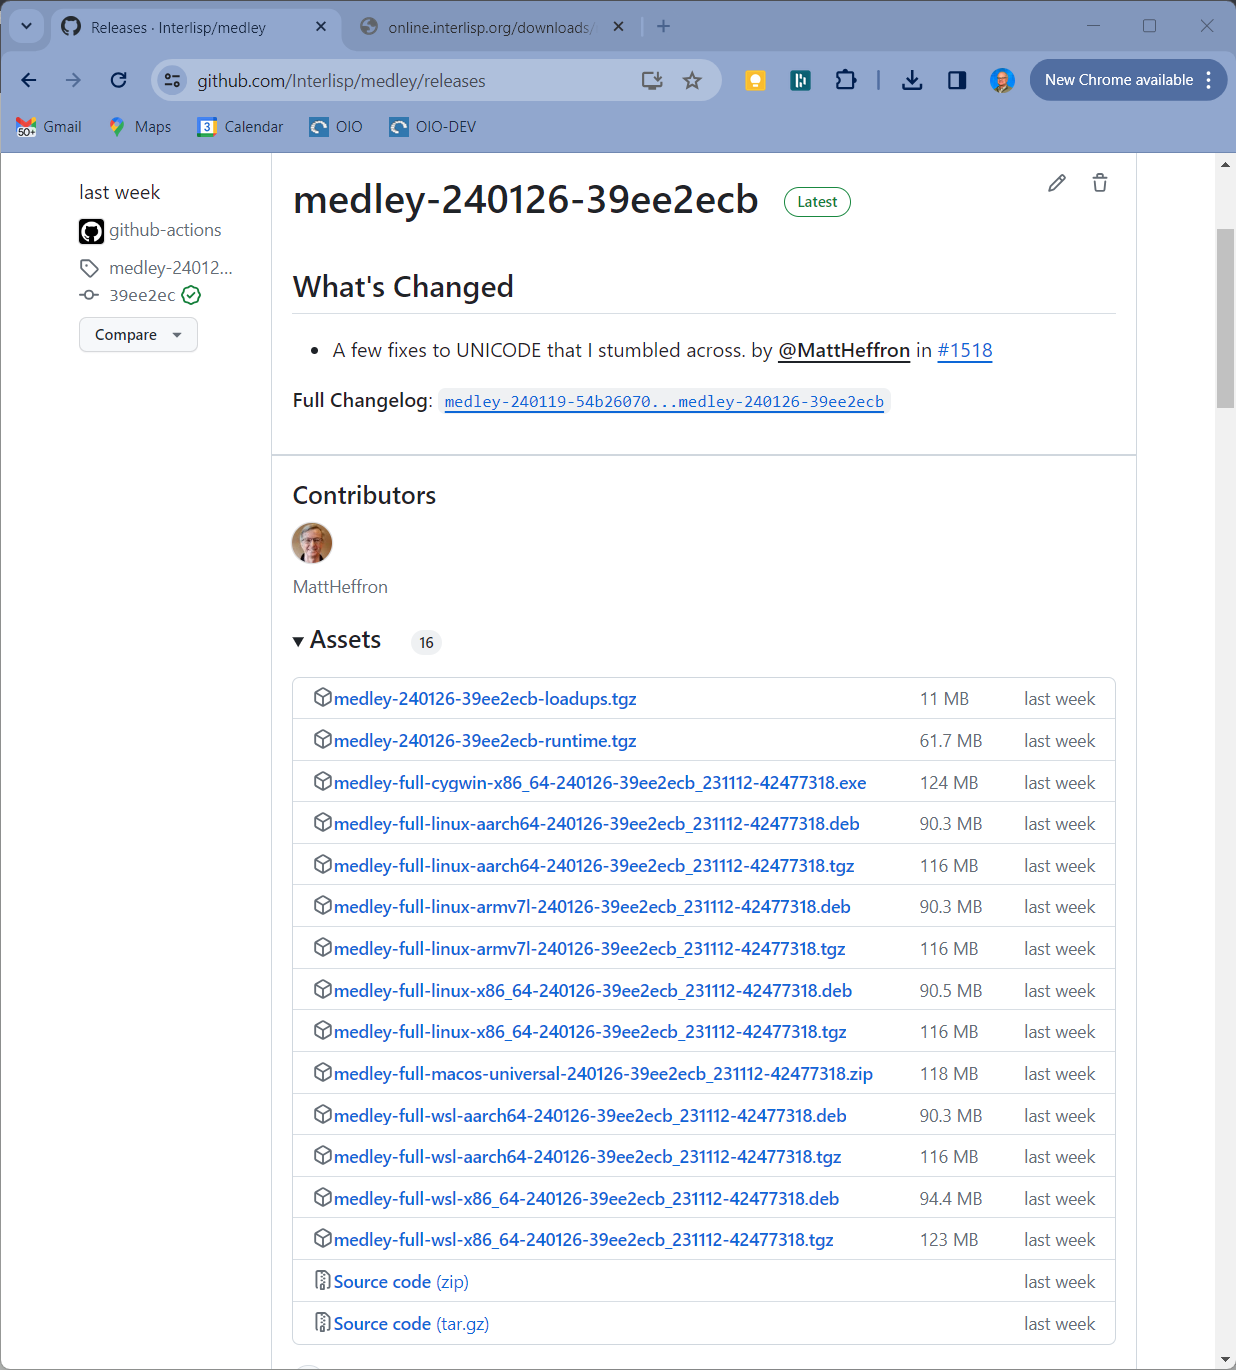 Releases · Interlisp/medley
online.interlisp.org/downloads/
github.com/Interlisp/medley/releases
New Chrome available
50+ Gmail
Maps
3 Calendar
OIO
OIO-DEV
last week
github-actions
medley-24012...
39ee2ec
Compare
medley-240126-39ee2ecb Latest
What's Changed
A few fixes to UNICODE that I stumbled across. by @MattHeffron in #1518
Full Changelog: medley-240119-54b26070...medley-240126-39ee2ecb
Contributors
MattHeffron
Assets 16
medley-240126-39ee2ecb-loadups.tgz 11 MB last week
medley-240126-39ee2ecb-runtime.tgz 61.7 MB last week
medley-full-cygwin-x86_64-240126-39ee2ecb_231112-42477318.exe 124 MB last week
medley-full-linux-aarch64-240126-39ee2ecb_231112-42477318.deb 90.3 MB last week
medley-full-linux-aarch64-240126-39ee2ecb_231112-42477318.tgz 116 MB last week
medley-full-linux-armv7l-240126-39ee2ecb_231112-42477318.deb 90.3 MB last week
medley-full-linux-armv7l-240126-39ee2ecb_231112-42477318.tgz 116 MB last week
medley-full-linux-x86_64-240126-39ee2ecb_231112-42477318.deb 90.5 MB last week
medley-full-linux-x86_64-240126-39ee2ecb_231112-42477318.tgz 116 MB last week
medley-full-macos-universal-240126-39ee2ecb_231112-42477318.zip 118 MB last week
medley-full-wsl-aarch64-240126-39ee2ecb_231112-42477318.deb 90.3 MB last week
medley-full-wsl-aarch64-240126-39ee2ecb_231112-42477318.tgz 116 MB last week
medley-full-wsl-x86_64-240126-39ee2ecb_231112-42477318.deb 94.4 MB last week
medley-full-wsl-x86_64-240126-39ee2ecb_231112-42477318.tgz 123 MB last week
Source code (zip) last week
Source code (tar.gz) last week